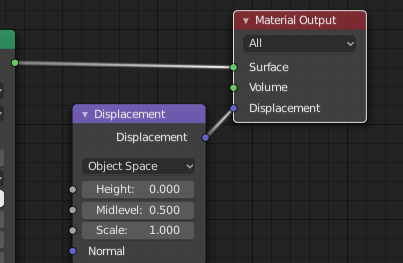 Material Output
All
Surface
Volume
Displacement
Displacement
Displacement
Object Space
Height: 0.000
Midlevel: 0.500
Scale: 1.000
Normal